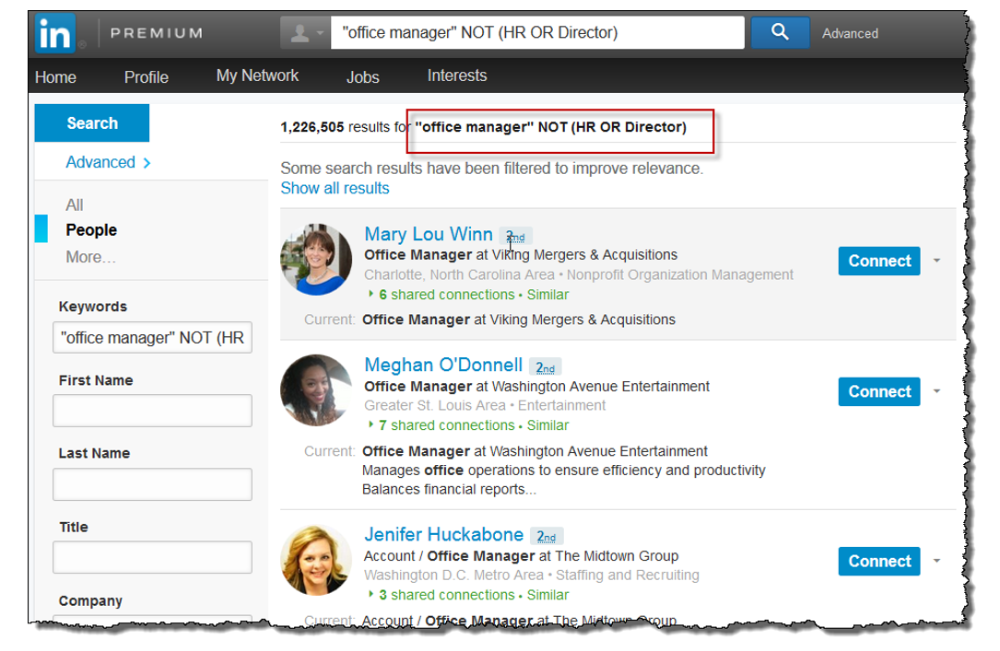 in® PREMIUM "office manager" NOT (HR OR Director) Advanced
Home Profile My Network Jobs Interests
Search
Advanced >
All
People
More...
Keywords
"office manager" NOT (HR
First Name
Last Name
Title
Company
1,226,505 results for "office manager" NOT (HR OR Director)
Some search results have been filtered to improve relevance.
Show all results
Mary Lou Winn 2nd
Office Manager at Viking Mergers & Acquisitions
Charlotte, North Carolina Area • Nonprofit Organization Management
6 shared connections • Similar
Connect
Current: Office Manager at Viking Mergers & Acquisitions
Meghan O'Donnell 2nd
Office Manager at Washington Avenue Entertainment
Greater St. Louis Area • Entertainment
7 shared connections • Similar
Connect
Current: Office Manager at Washington Avenue Entertainment
Manages office operations to ensure efficiency and productivity
Balances financial reports...
Jenifer Huckabone 2nd
Account / Office Manager at The Midtown Group
Washington D.C. Metro Area • Staffing and Recruiting
3 shared connections • Similar
Connect
Current: Account / Office Manager at The Midtown Group